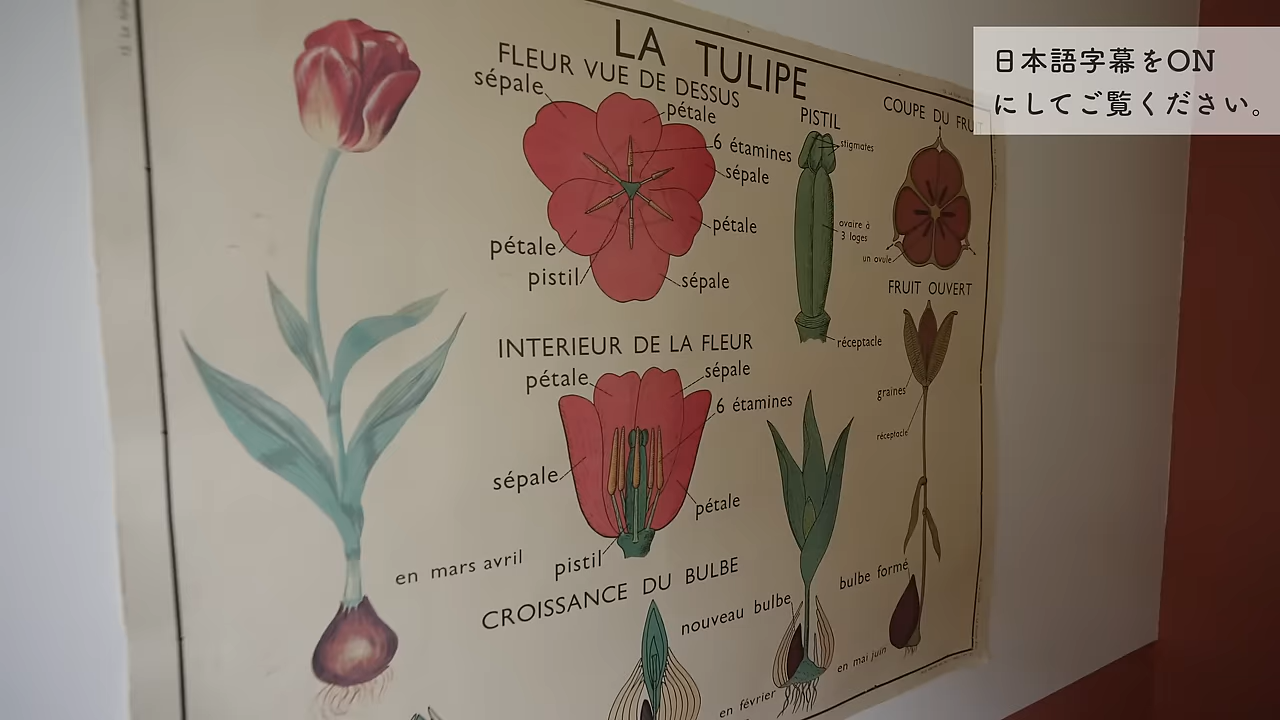 日本語字幕をON
にしてご覧ください。
LA TULIPE
FLEUR VUE DE DESSUS
sépale
pétale
6 étamines
sépale
pétale
pétale
pistil
sépale
PISTIL
stigmates
ovaire à
3 loges
réceptacle
COUPE DU FRUIT
un ovule
FRUIT OUVERT
graines
réceptacle
INTERIEUR DE LA FLEUR
pétale
sépale
6 étamines
sépale
pétale
pistil
en mars avril
CROISSANCE DU BULBE
nouveau bulbe
en février
bulbe formé
en mai juin